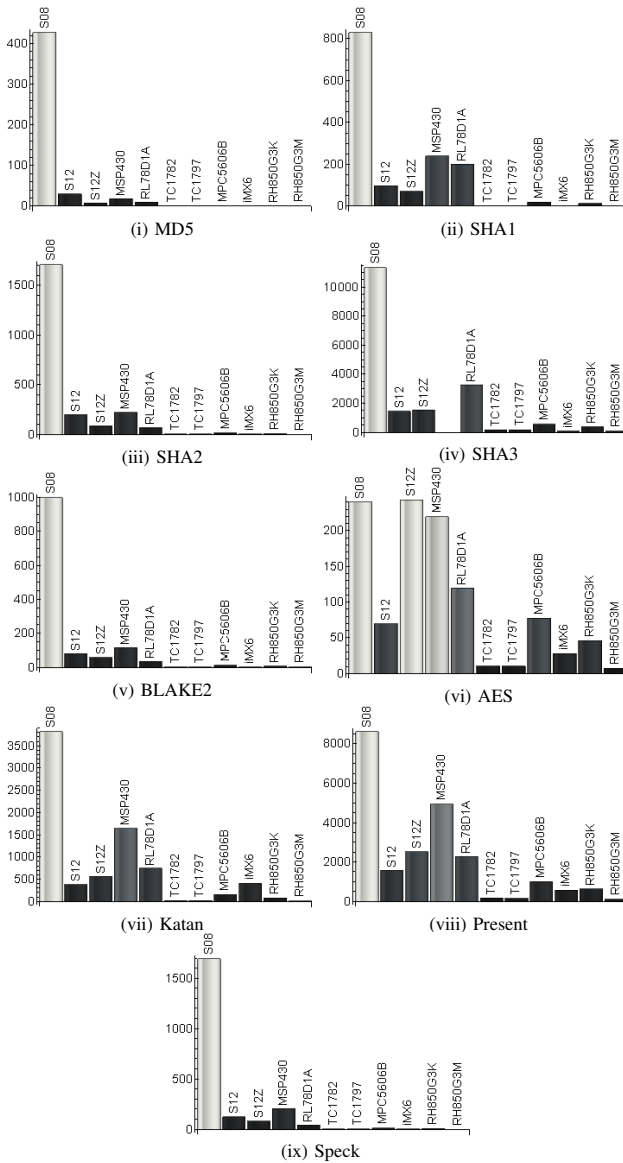 S08
400
300
200
100
0
S12
S12Z
MSP430
RL78D1A
TC1782
TC1797
MPC5606B
iMX6
RH850G3K
RH850G3M
(i) MD5
S08
800
600
400
200
0
S12
S12Z
MSP430
RL78D1A
TC1782
TC1797
MPC5606B
iMX6
RH850G3K
RH850G3M
(ii) SHA1
S08
1500
1000
500
0
S12
S12Z
MSP430
RL78D1A
TC1782
TC1797
MPC5606B
iMX6
RH850G3K
RH850G3M
(iii) SHA2
S08
10000
8000
6000
4000
2000
0
S12
S12Z
RL78D1A
TC1782
TC1797
MPC5606B
iMX6
RH850G3K
RH850G3M
(iv) SHA3
S08
1000
800
600
400
200
0
S12
S12Z
MSP430
RL78D1A
TC1782
TC1797
MPC5606B
iMX6
RH850G3K
RH850G3M
(v) BLAKE2
S08
200
150
100
50
0
S12
S12Z
MSP430
RL78D1A
TC1782
TC1797
MPC5606B
iMX6
RH850G3K
RH850G3M
(vi) AES
S08
3500
3000
2500
2000
1500
1000
500
0
S12
S12Z
MSP430
RL78D1A
TC1782
TC1797
MPC5606B
iMX6
RH850G3K
RH850G3M
(vii) Katan
S08
8000
6000
4000
2000
0
S12
S12Z
MSP430
RL78D1A
TC1782
TC1797
MPC5606B
iMX6
RH850G3K
RH850G3M
(viii) Present
S08
1500
1000
500
0
S12
S12Z
MSP430
RL78D1A
TC1782
TC1797
MPC5606B
iMX6
RH850G3K
RH850G3M
(ix) Speck